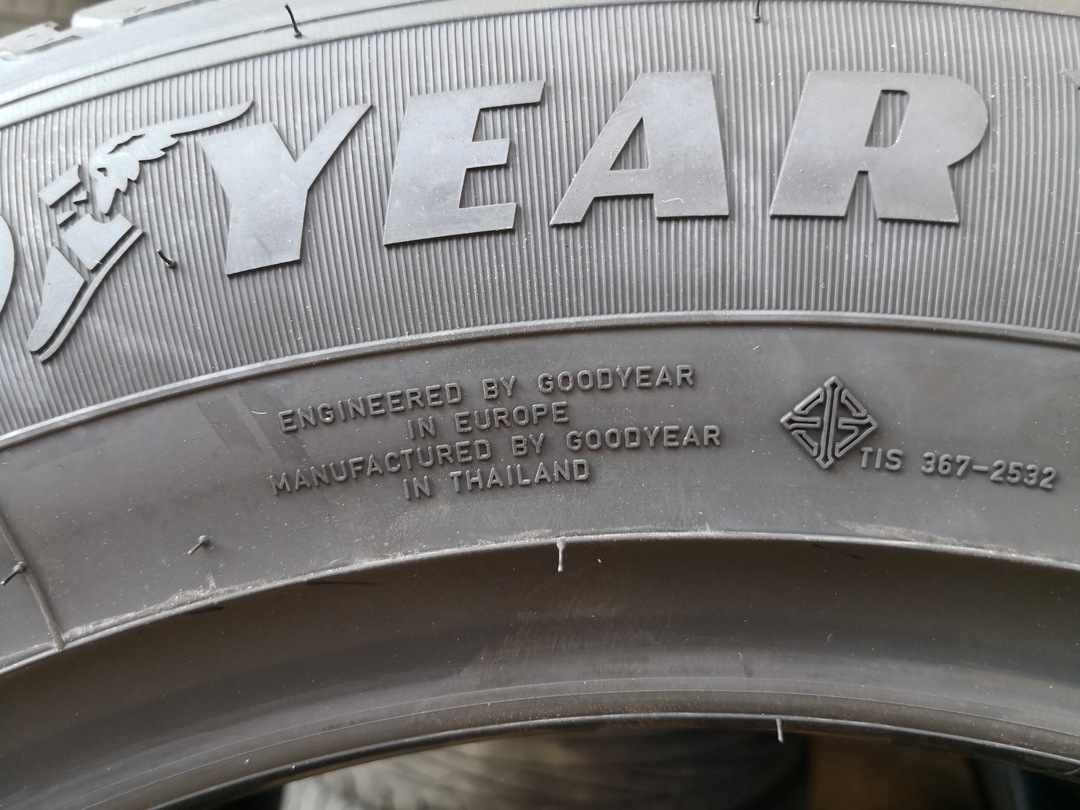 YEAR
ENGINEERED BY GOODYEAR
IN EUROPE
MANUFACTURED BY GOODYEAR
IN THAILAND
TIS 367-2532